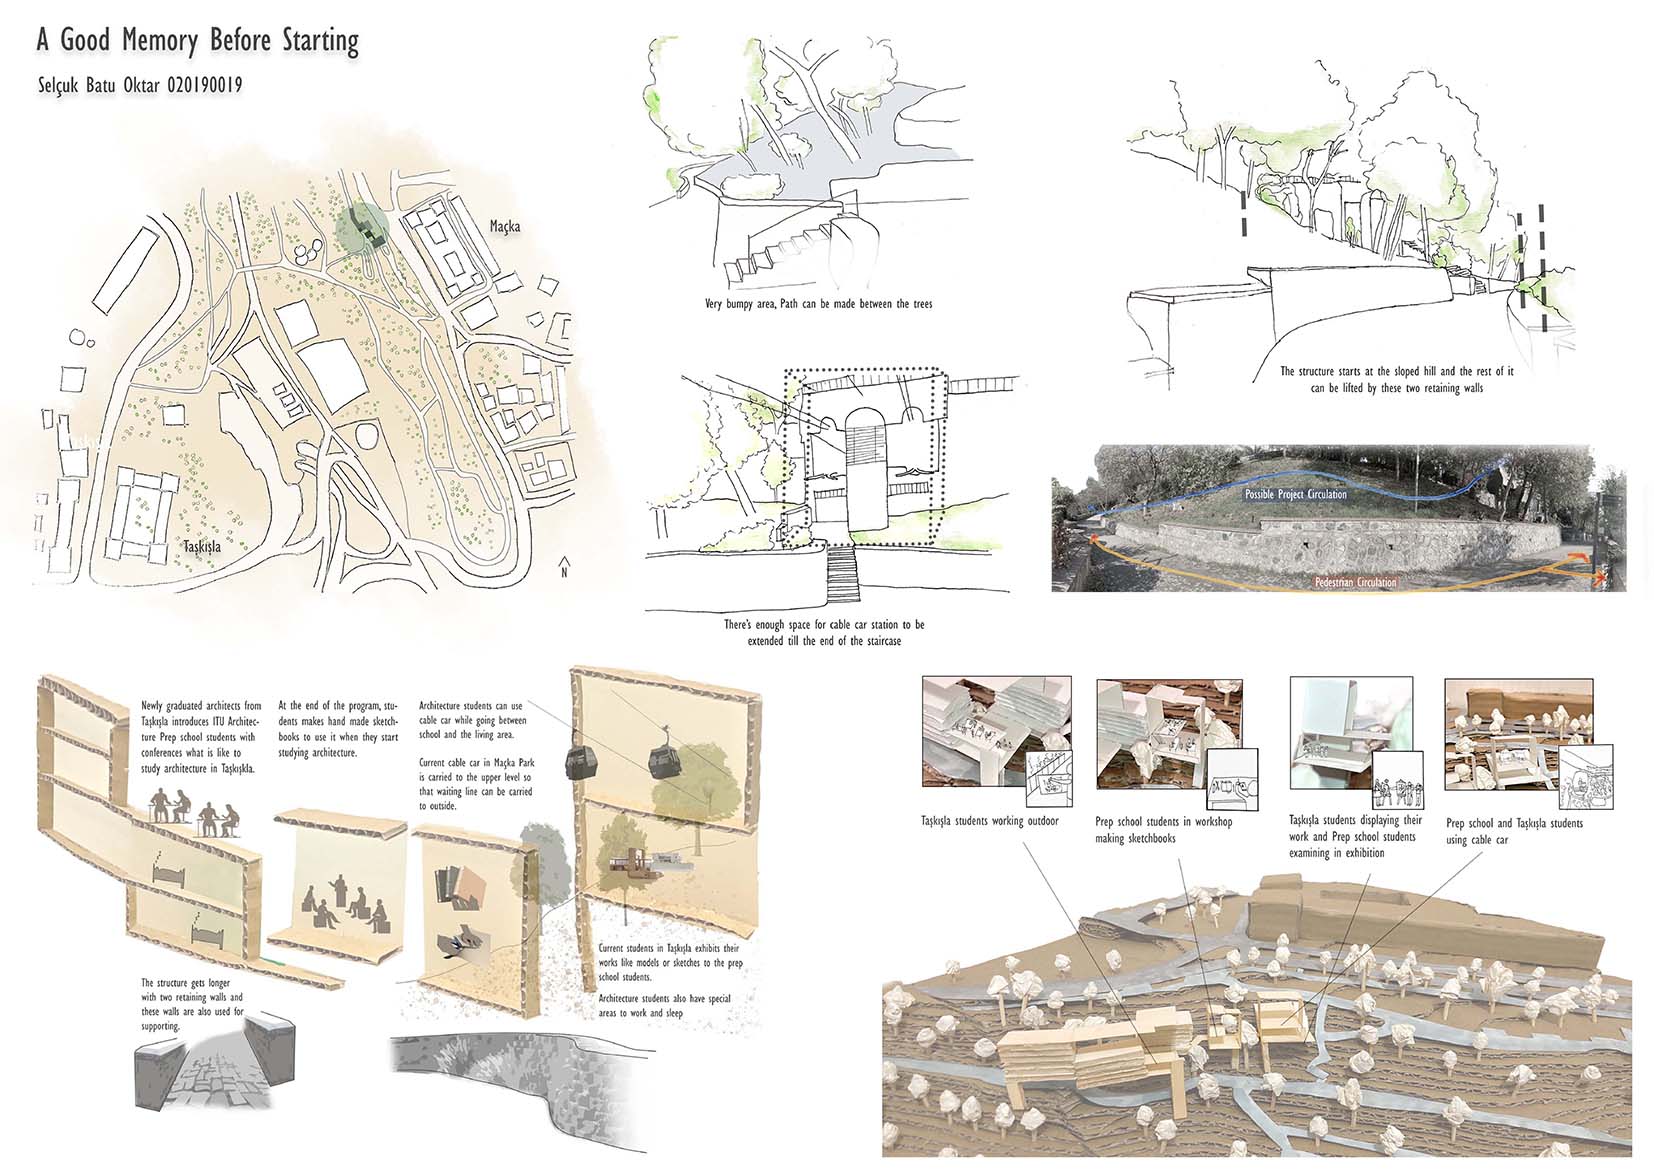 A Good Memory Before Starting
Selçuk Batu Oktar 020190019
Maçka
Taşkışla
Taşkışla
N
Very bumpy area, Path can be made between the trees
The structure starts at the sloped hill and the rest of it
can be lifted by these two retaining walls
There's enough space for cable car station to be
extended till the end of the staircase
Possible Project Circulation
Pedestrian Circulation
Newly graduated architects from
Taşkışla introduces ITU Architec-
ture Prep school students with
conferences what is like to
study architecture in Taşkışkla.
At the end of the program, stu-
dents makes hand made sketch-
books to use it when they start
studying architecture.
Architecture students can use
cable car while going between
school and the living area.
Current cable car in Maçka Park
is carried to the upper level so
that waiting line can be carried
to outside.
Current students in Taşkışla exhibits their
works like models or sketches to the prep
school students.
Architecture students also have special
areas to work and sleep
The structure gets longer
with two retaining walls and
these walls are also used for
supporting.
Taşkışla students working outdoor
Prep school students in workshop
making sketchbooks
Taşkışla students displaying their
work and Prep school students
examining in exhibition
Prep school and Taşkışla students
using cable car